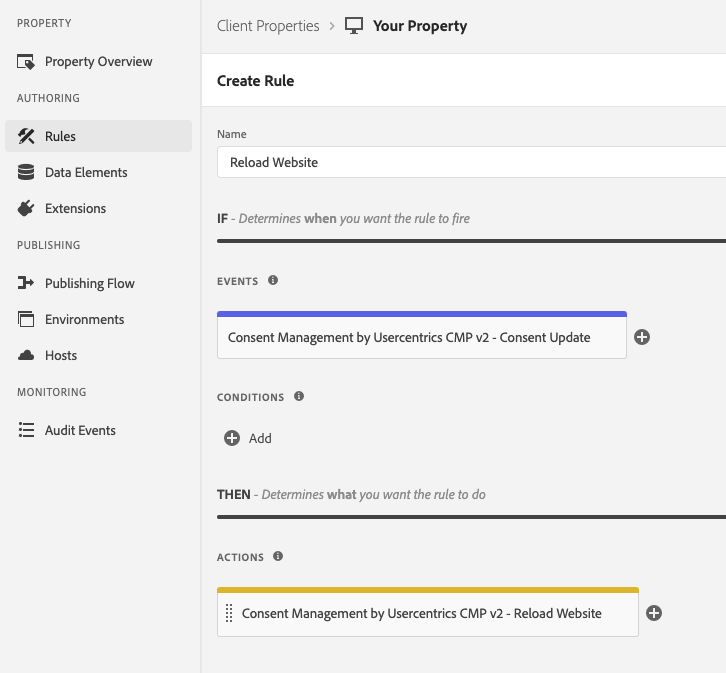 PROPERTY
Property Overview
AUTHORING
Rules
Data Elements
Extensions
PUBLISHING
Publishing Flow
Environments
Hosts
MONITORING
Audit Events
Client Properties > Your Property
Create Rule
Name
Reload Website
IF - Determines when you want the rule to fire
EVENTS
Consent Management by Usercentrics CMP v2 - Consent Update
CONDITIONS
Add
THEN - Determines what you want the rule to do
ACTIONS
Consent Management by Usercentrics CMP v2 - Reload Website